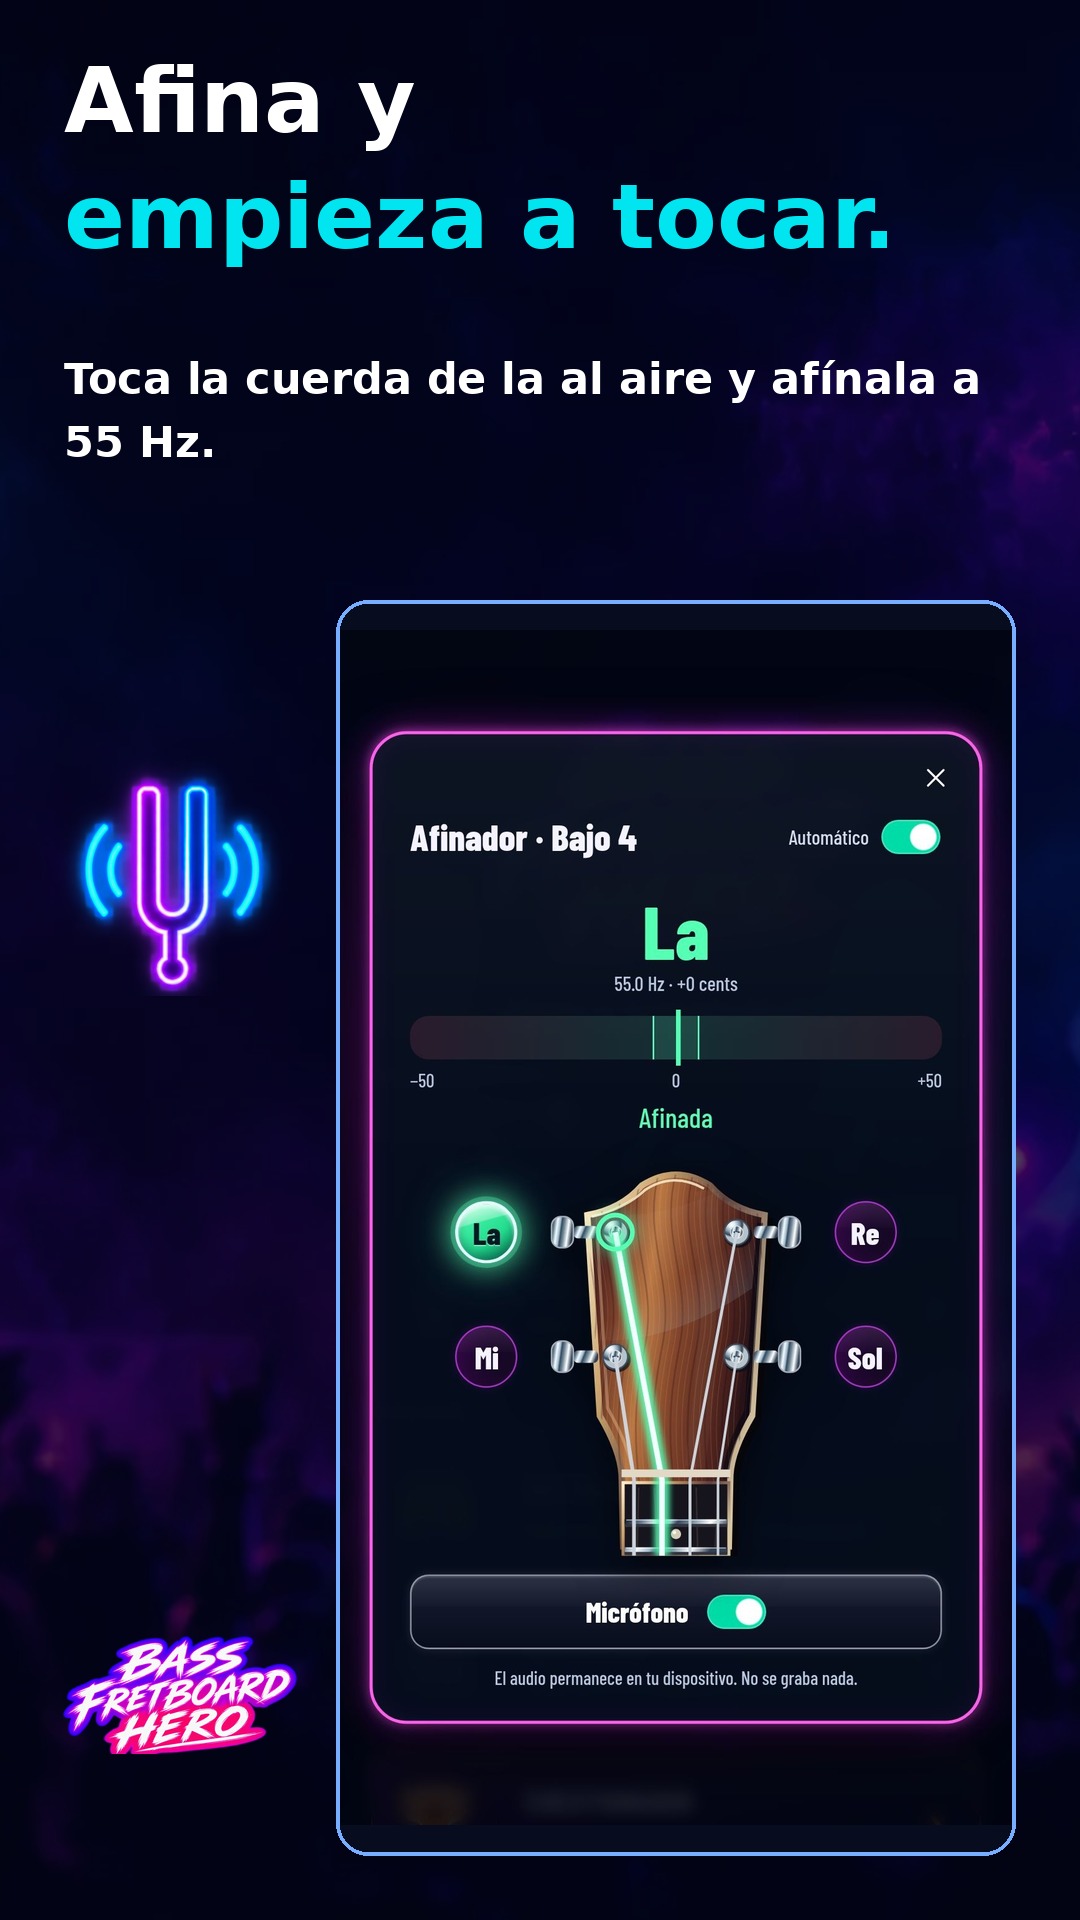 Afina y
empieza a tocar.
Toca la cuerda de la al aire y afínala a
55 Hz.
Afinador · Bajo 4
Automático
La
55.0 Hz · +0 cents
−50
0
+50
Afinada
La
Re
Mi
Sol
Micrófono
El audio permanece en tu dispositivo. No se graba nada.
BASS
FRETBOARD
HERO